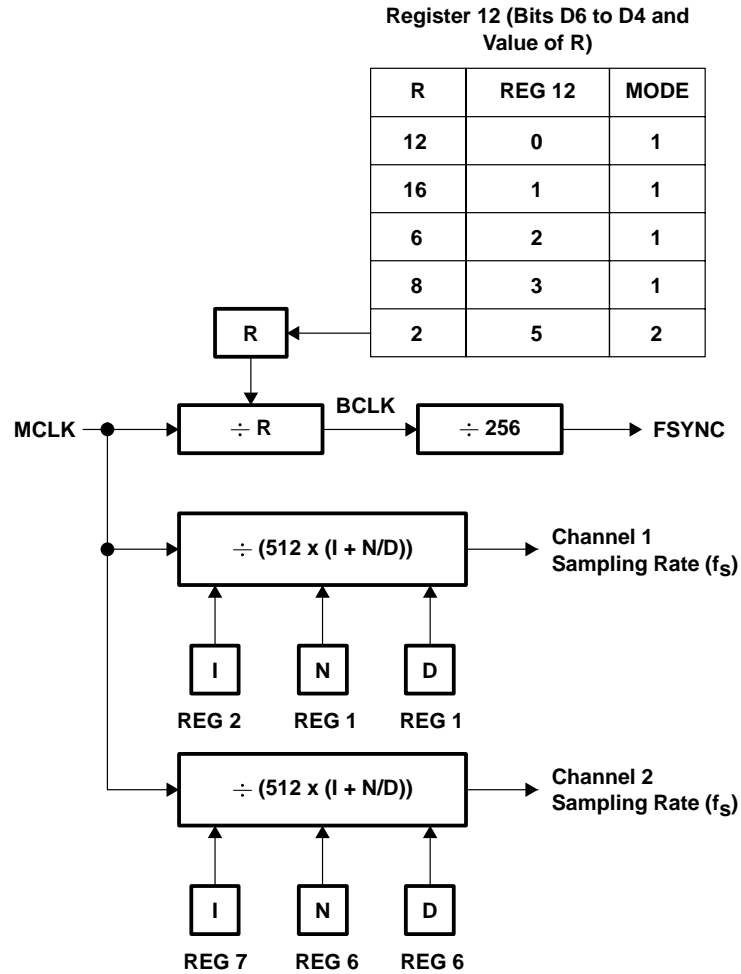 Register 12 (Bits D6 to D4 and
Value of R)
R REG 12 MODE
12 0 1
16 1 1
6 2 1
8 3 1
2 5 2
R
MCLK
÷ R
BCLK
÷ 256
FSYNC
÷ (512 x (I + N/D))
Channel 1
Sampling Rate (fs)
I N D
REG 2 REG 1 REG 1
÷ (512 x (I + N/D))
Channel 2
Sampling Rate (fs)
I N D
REG 7 REG 6 REG 6